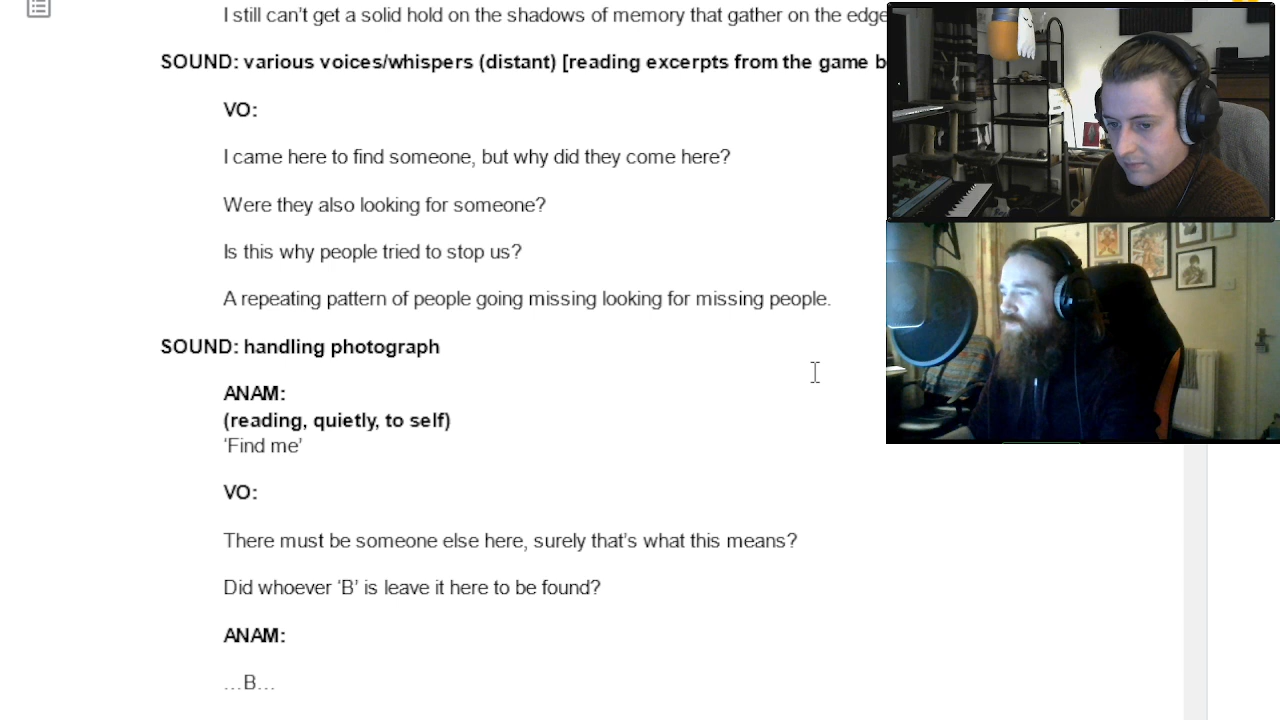 I still can’t get a solid hold on the shadows of memory that gather on the edge
SOUND: various voices/whispers (distant) [reading excerpts from the game b
VO:
I came here to find someone, but why did they come here?
Were they also looking for someone?
Is this why people tried to stop us?
A repeating pattern of people going missing looking for missing people.
SOUND: handling photograph
ANAM:
(reading, quietly, to self)
‘Find me’
VO:
There must be someone else here, surely that’s what this means?
Did whoever ‘B’ is leave it here to be found?
ANAM:
…B…